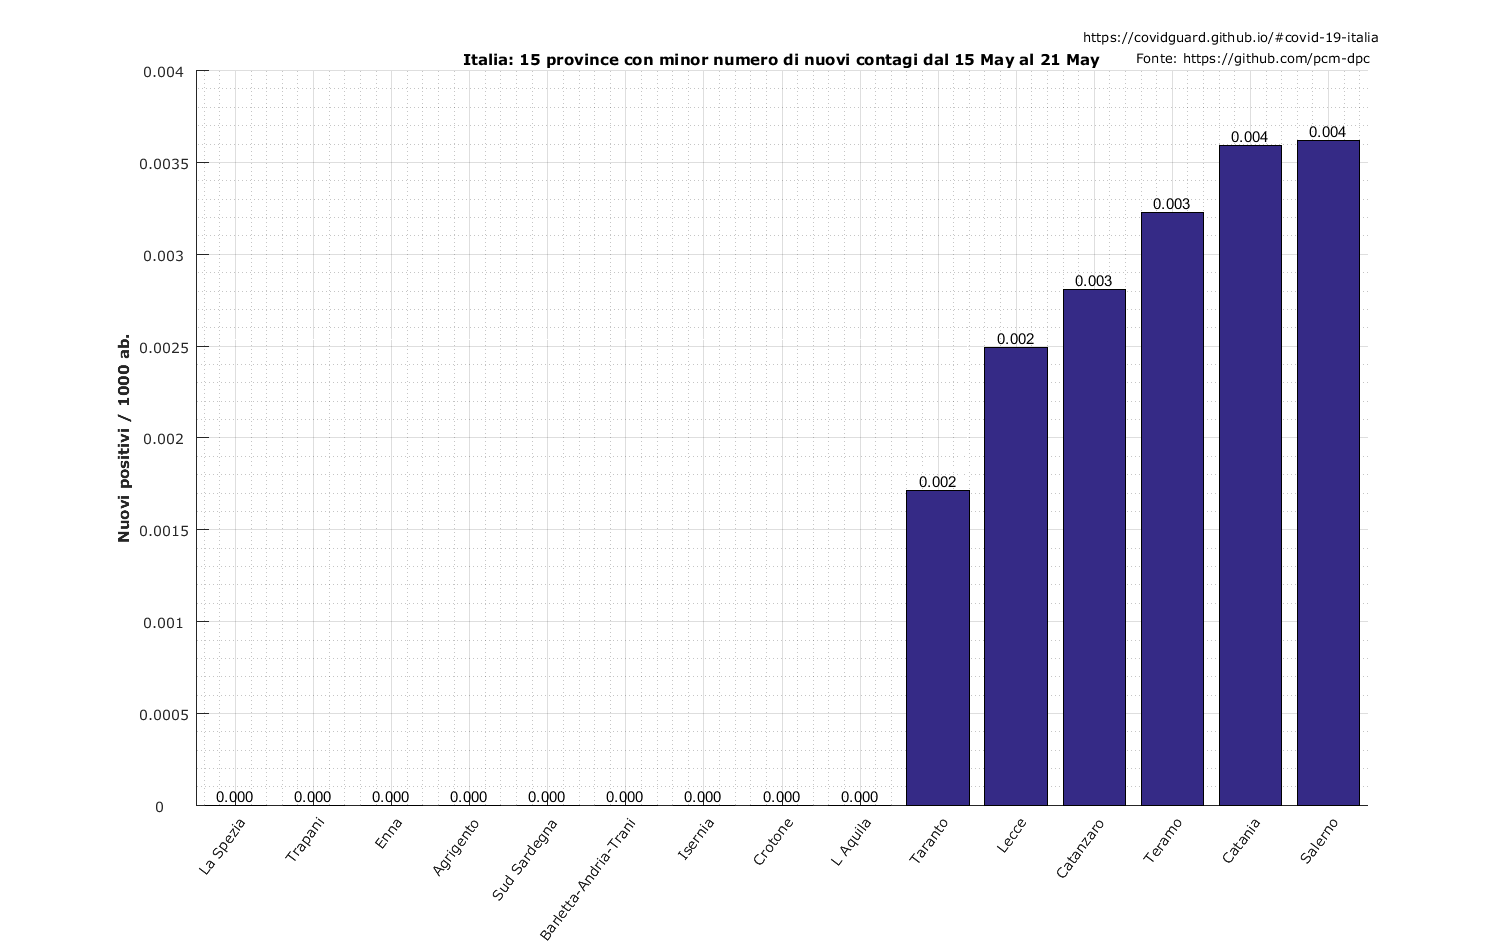 https://covidguard.github.io/#covid-19-italia
Italia: 15 province con minor numero di nuovi contagi dal 15 May al 21 May
Fonte: https://github.com/pcm-dpc
Nuovi positivi / 1000 ab.
0.004
0.0035
0.003
0.0025
0.002
0.0015
0.001
0.0005
0
0.000
0.000
0.000
0.000
0.000
0.000
0.000
0.000
0.000
0.002
0.002
0.003
0.003
0.004
0.004
La Spezia
Trapani
Enna
Agrigento
Sud Sardegna
Barletta-Andria-Trani
Isernia
Crotone
L Aquila
Taranto
Lecce
Catanzaro
Teramo
Catania
Salerno